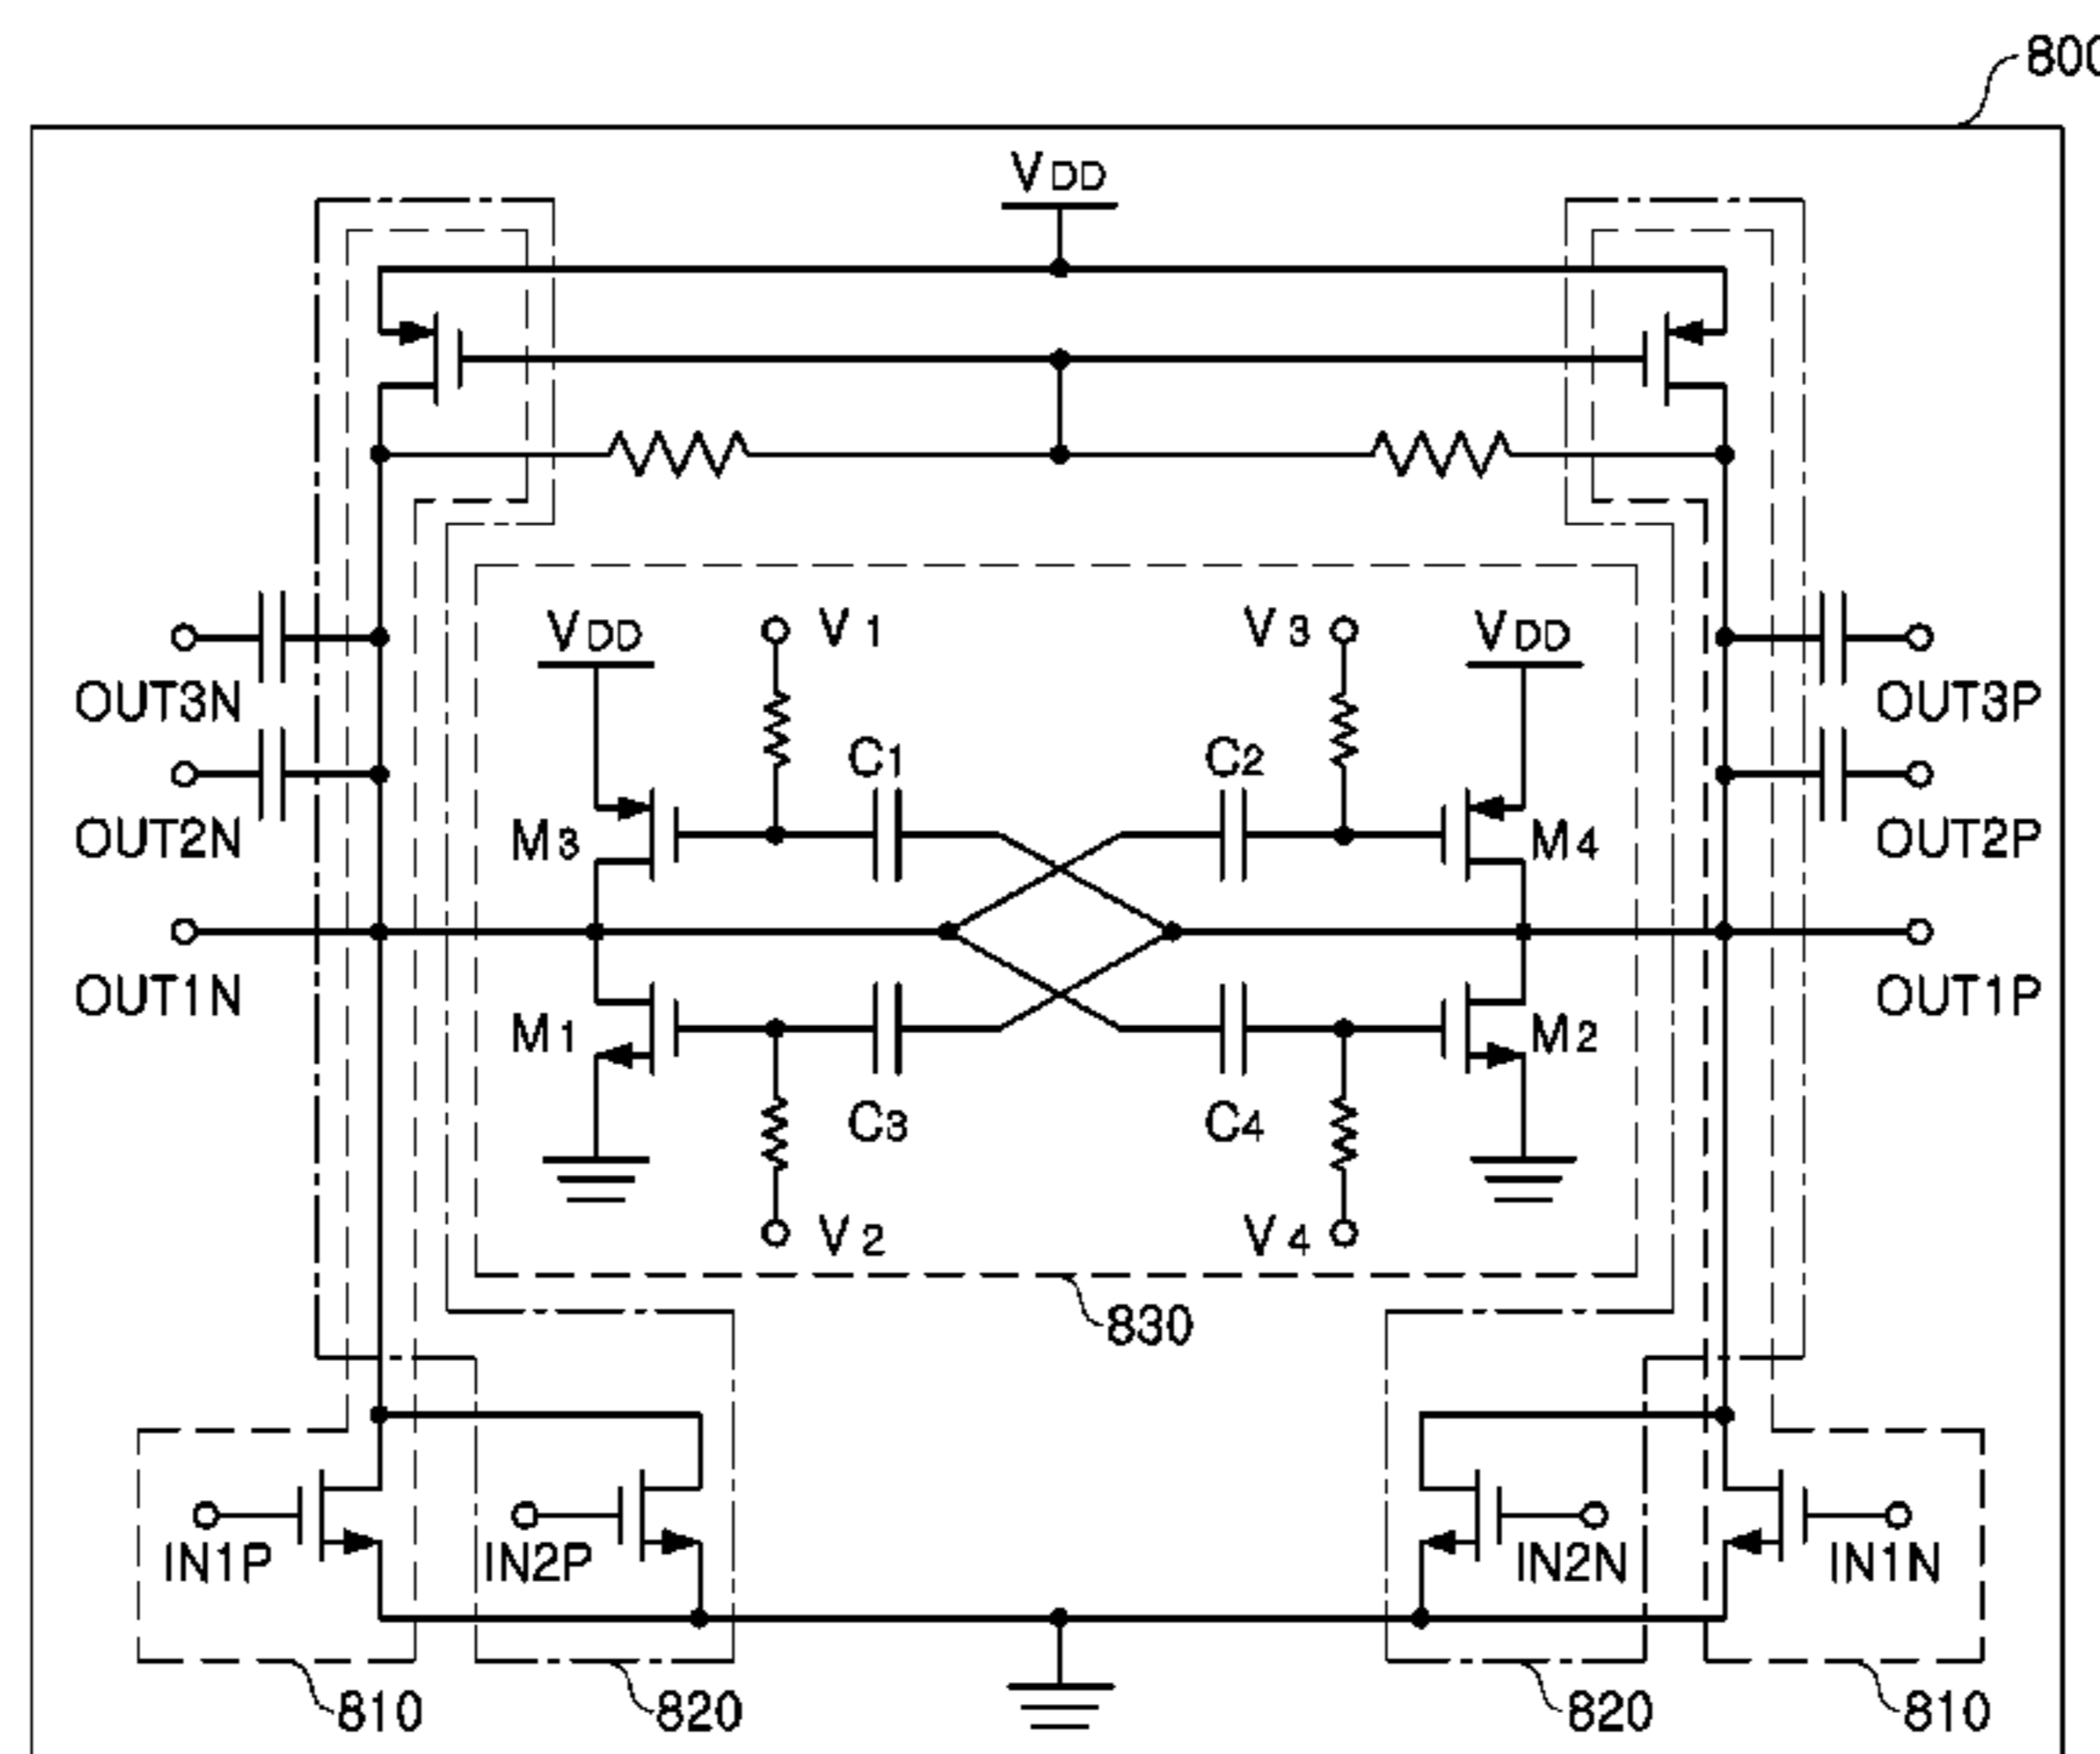 800
VDD
VDD
V1
V3
VDD
OUT3N
C1
C2
OUT3P
OUT2N
M3
M4
OUT2P
OUT1N
M1
M2
OUT1P
C3
C4
V2
V4
830
IN1P
IN2P
IN2N
IN1N
810
820
820
810